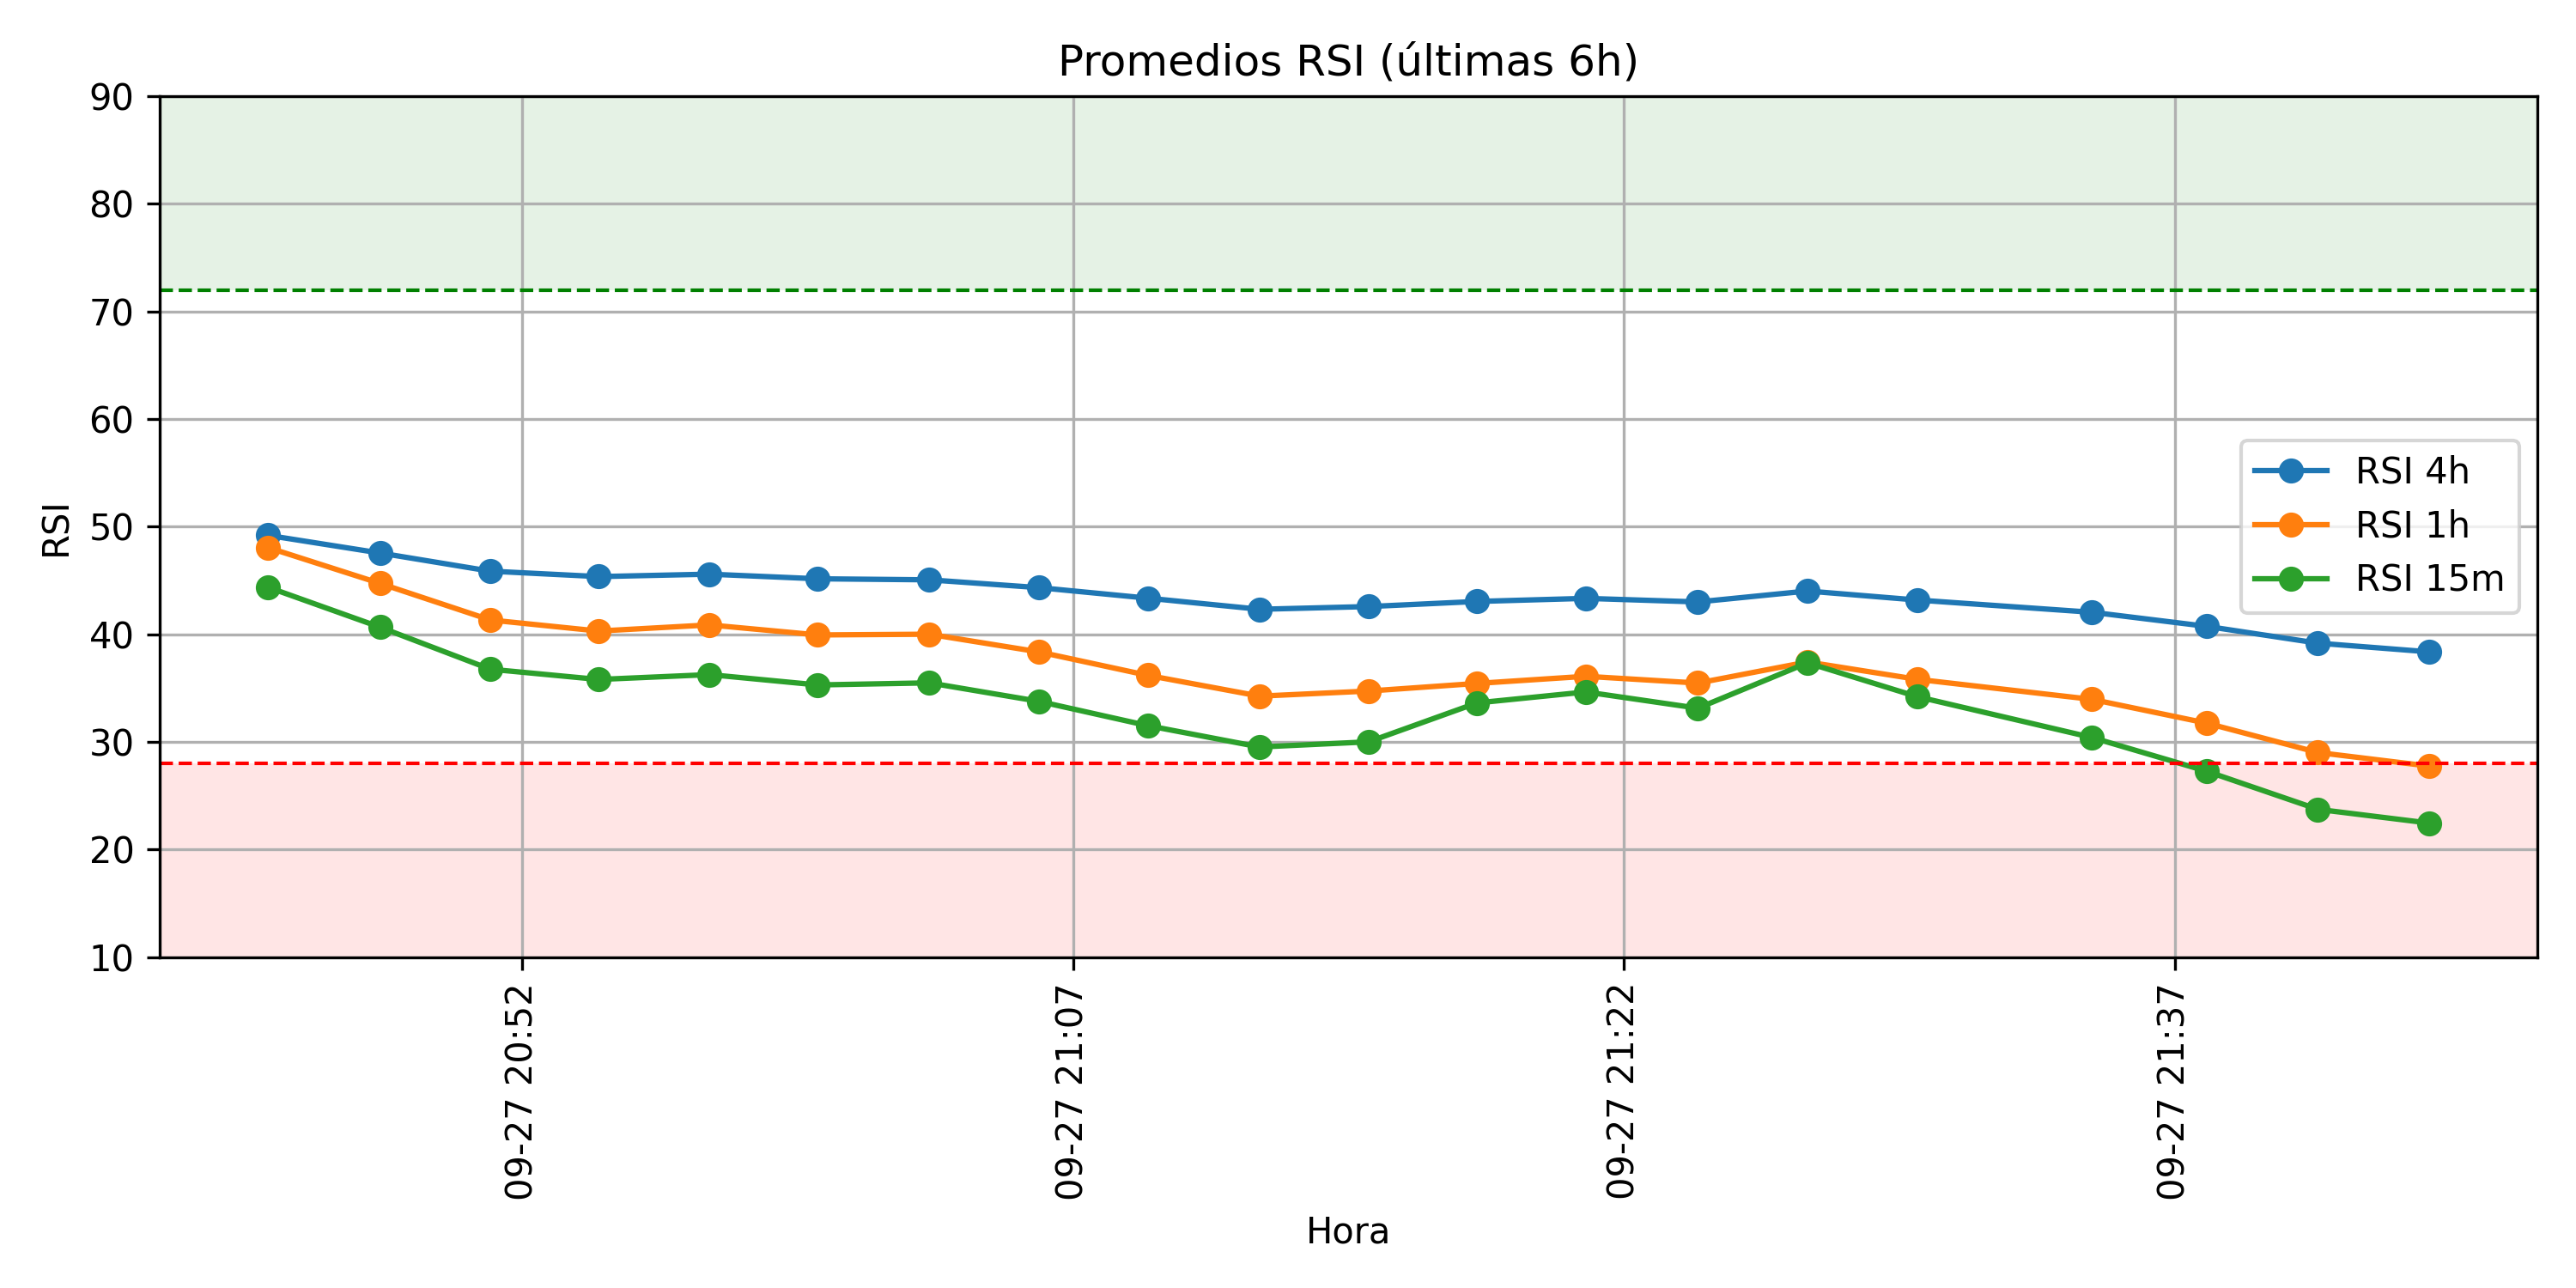 Promedios RSI (últimas 6h)
90
80
70
60
50
40
30
20
10
RSI
RSI 4h
RSI 1h
RSI 15m
09-27 20:52
09-27 21:07
09-27 21:22
09-27 21:37
Hora